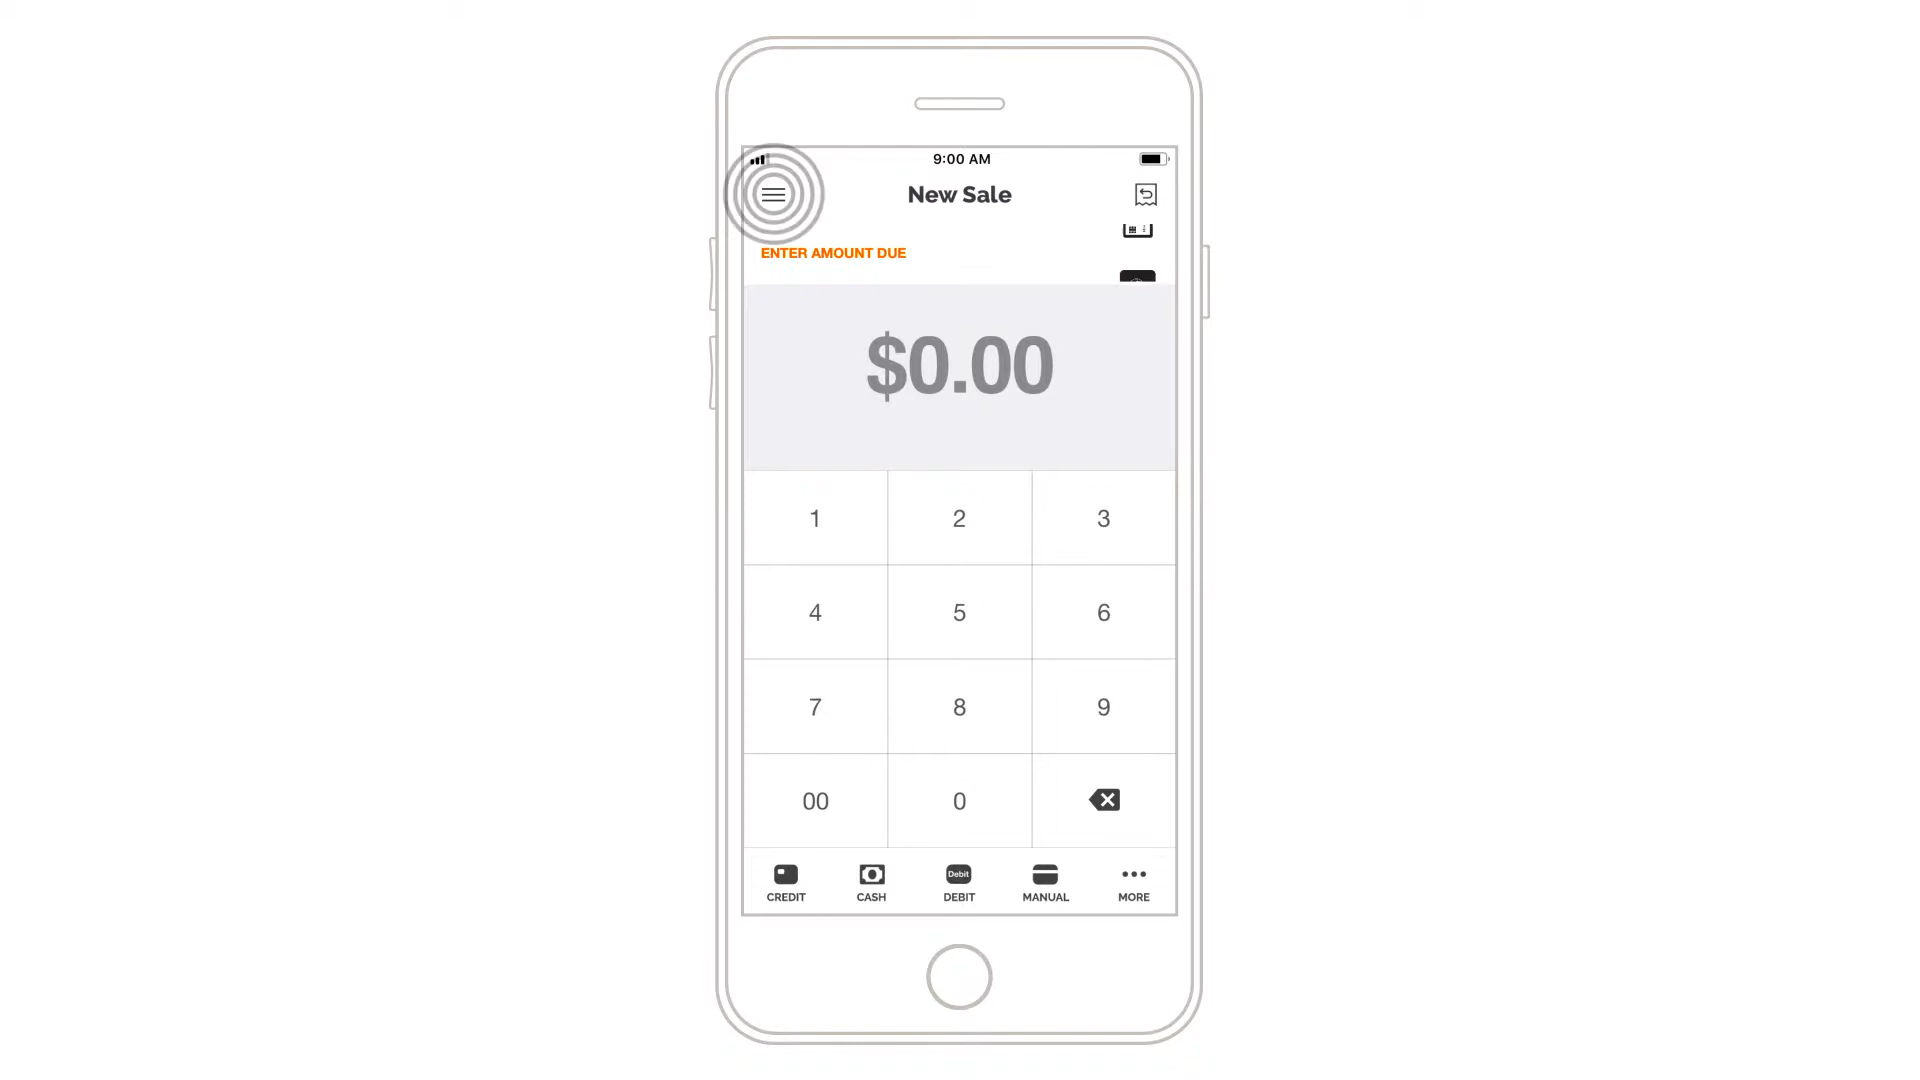 9:00 AM
New Sale
ENTER AMOUNT DUE
$0.00
1 2 3
4 5 6
7 8 9
00 0
Debit
CREDIT CASH DEBIT MANUAL MORE